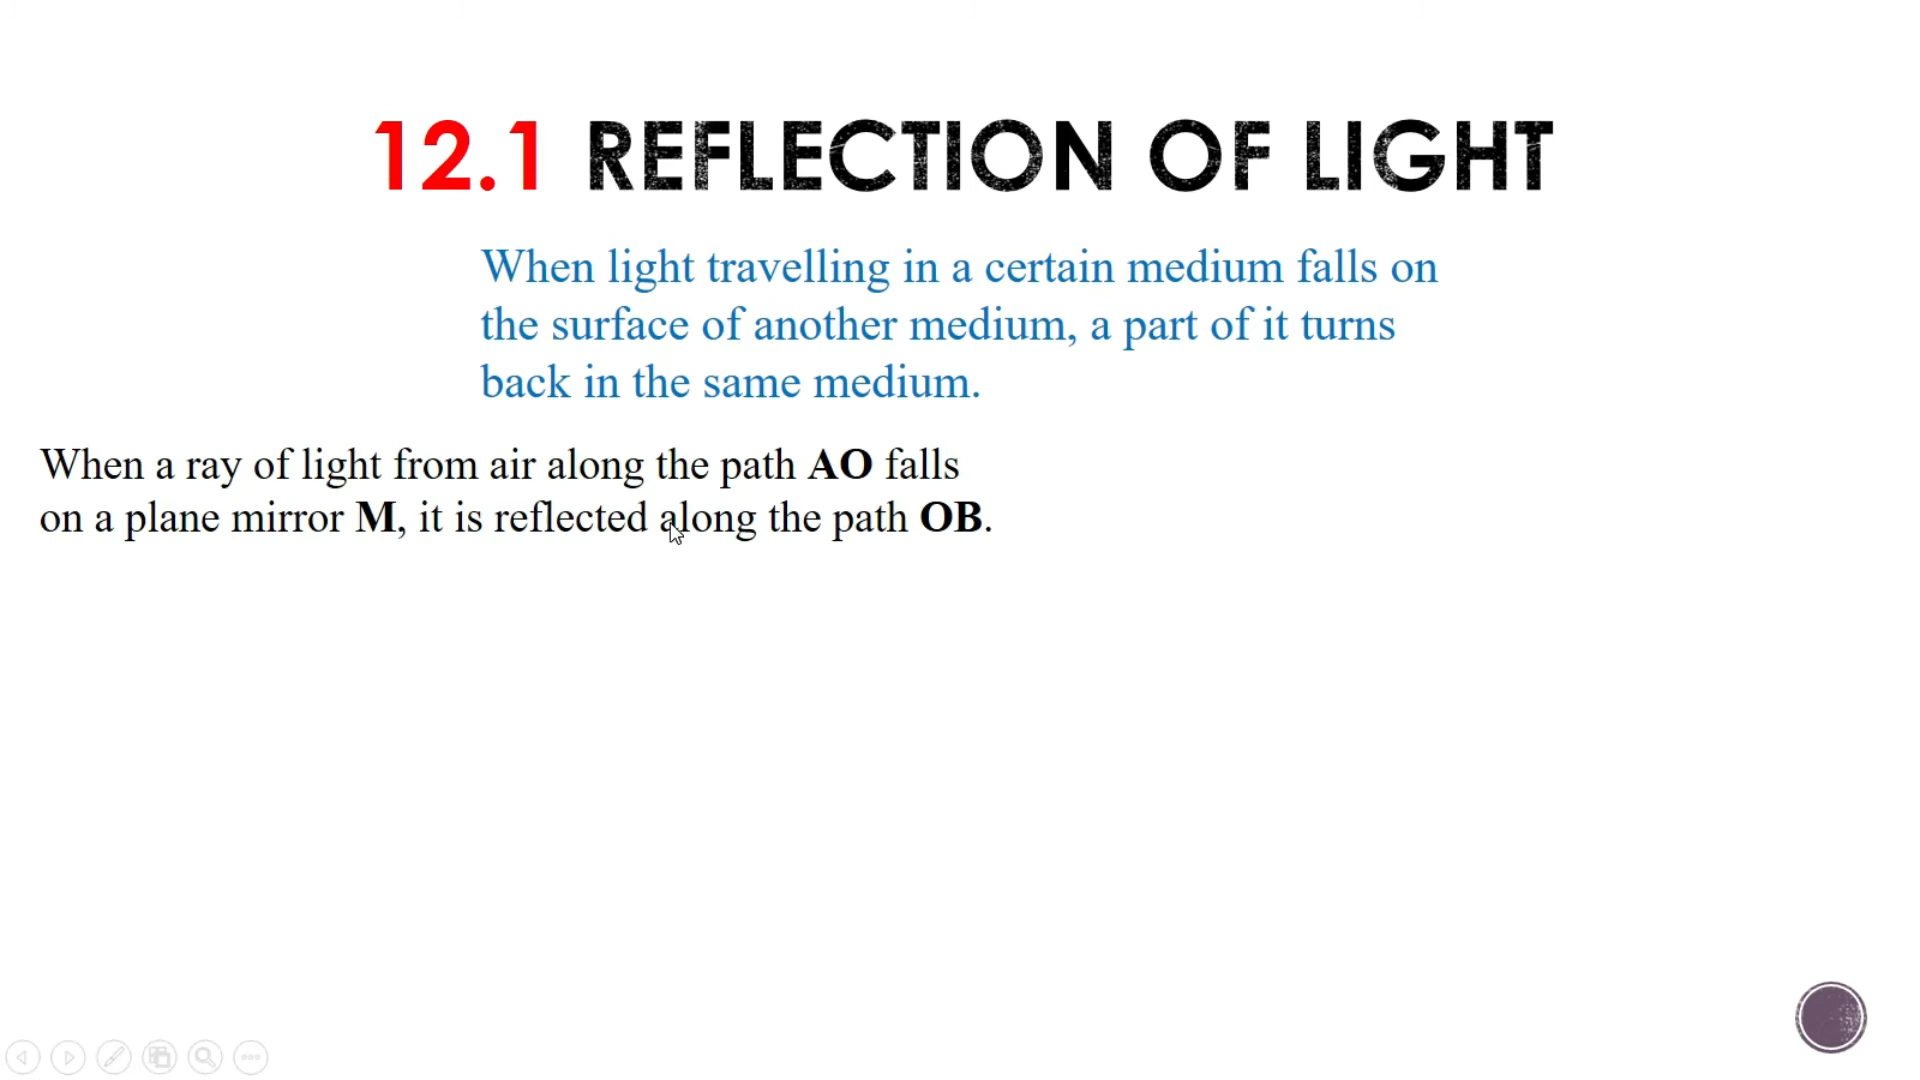 12.1 REFLECTION OF LIGHT
When light travelling in a certain medium falls on
the surface of another medium, a part of it turns
back in the same medium.
When a ray of light from air along the path AO falls
on a plane mirror M, it is reflected along the path OB.